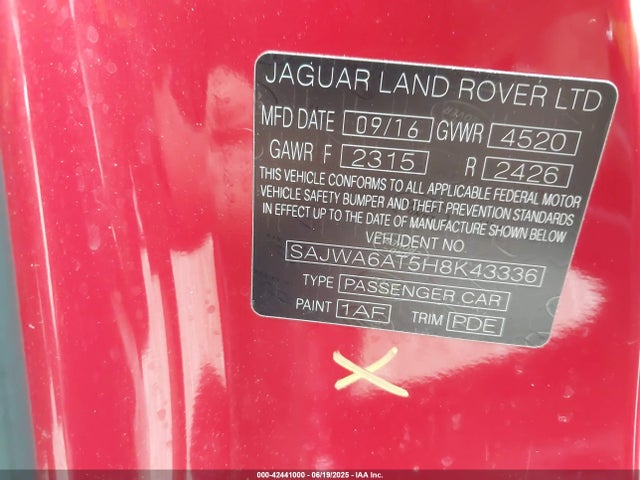 JAGUAR LAND ROVER LTD
MFD DATE 09/16 GVWR 4520
GAWR F 2315 R 2426
THIS VEHICLE CONFORMS TO ALL APPLICABLE FEDERAL MOTOR
VEHICLE SAFETY BUMPER AND THEFT PREVENTION STANDARDS
IN EFFECT UP TO THE DATE OF MANUFACTURE SHOWN BELOW
VEH IDENT NO.
SAJWA6AT5H8K43336
TYPE PASSENGER CAR
PAINT 1AF TRIM PDE
000-42441000 - 06/19/2025 - IAA Inc.